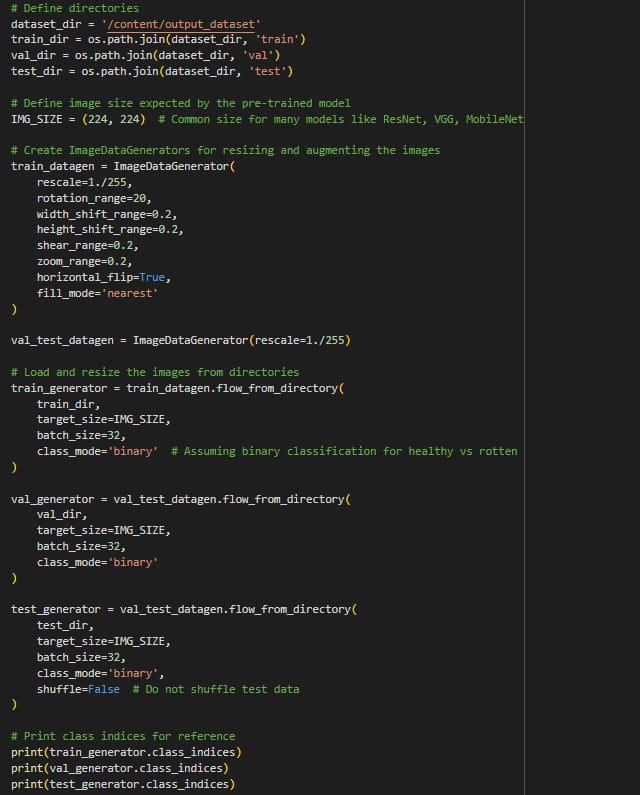 # Define directories
dataset_dir = '/content/output_dataset'
train_dir = os.path.join(dataset_dir, 'train')
val_dir = os.path.join(dataset_dir, 'val')
test_dir = os.path.join(dataset_dir, 'test')

# Define image size expected by the pre-trained model
IMG_SIZE = (224, 224)  # Common size for many models like ResNet, VGG, MobileNet

# Create ImageDataGenerators for resizing and augmenting the images
train_datagen = ImageDataGenerator(
    rescale=1./255,
    rotation_range=20,
    width_shift_range=0.2,
    height_shift_range=0.2,
    shear_range=0.2,
    zoom_range=0.2,
    horizontal_flip=True,
    fill_mode='nearest'
)

val_test_datagen = ImageDataGenerator(rescale=1./255)

# Load and resize the images from directories
train_generator = train_datagen.flow_from_directory(
    train_dir,
    target_size=IMG_SIZE,
    batch_size=32,
    class_mode='binary'  # Assuming binary classification for healthy vs rotten
)

val_generator = val_test_datagen.flow_from_directory(
    val_dir,
    target_size=IMG_SIZE,
    batch_size=32,
    class_mode='binary'
)

test_generator = val_test_datagen.flow_from_directory(
    test_dir,
    target_size=IMG_SIZE,
    batch_size=32,
    class_mode='binary',
    shuffle=False  # Do not shuffle test data
)

# Print class indices for reference
print(train_generator.class_indices)
print(val_generator.class_indices)
print(test_generator.class_indices)